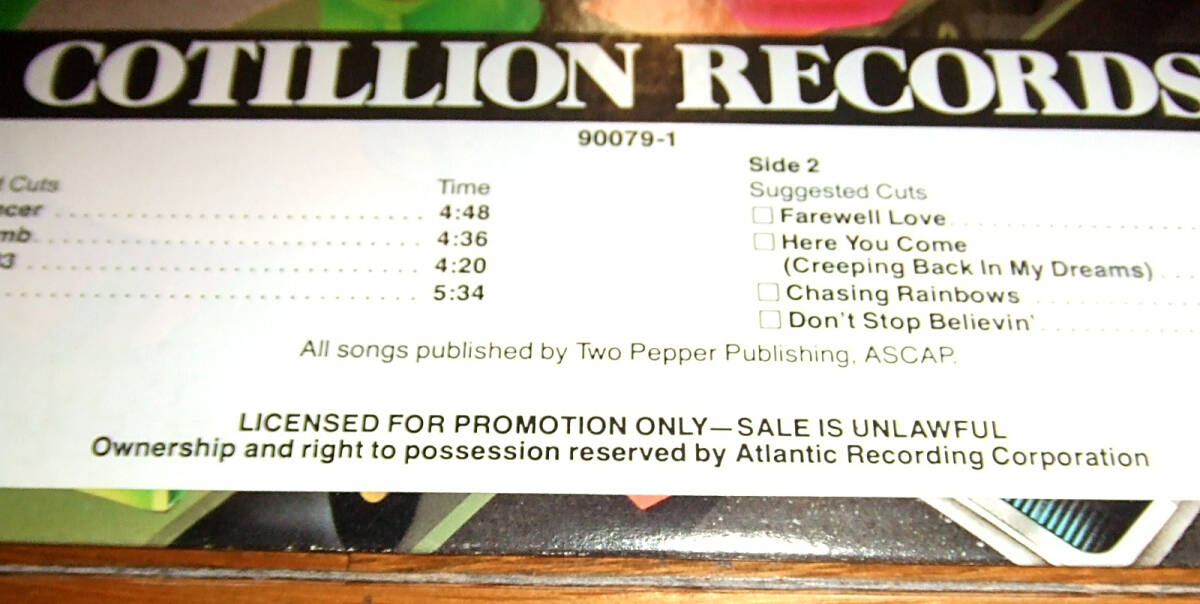 COTILLION RECORDS
90079-1
Cuts
Time
4:48
4:36
4:20
5:34
Side 2
Suggested Cuts
Farewell Love
Here You Come
(Creeping Back In My Dreams)
Chasing Rainbows
Don't Stop Believin'
All songs published by Two Pepper Publishing, ASCAP.
LICENSED FOR PROMOTION ONLY—SALE IS UNLAWFUL
Ownership and right to possession reserved by Atlantic Recording Corporation